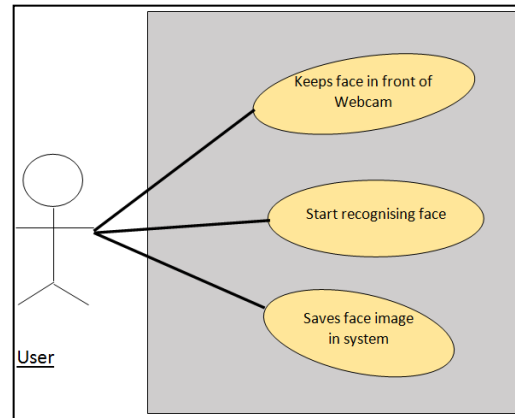 Keeps face in front of
Webcam
Start recognising face
Saves face image
in system
User